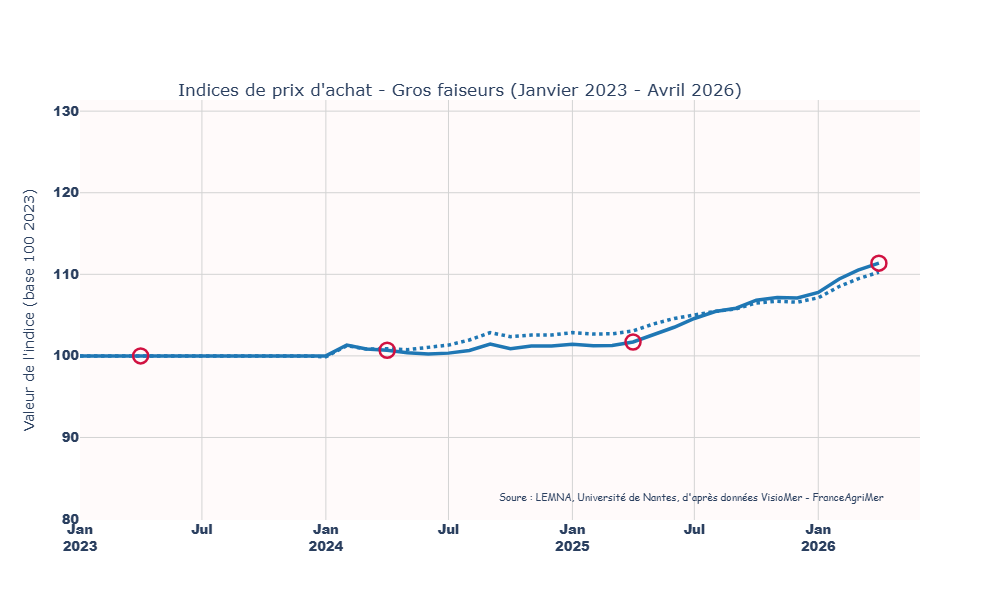 Indices de prix d'achat - Gros faiseurs (Janvier 2023 - Avril 2026)
Valeur de l'indice (base 100 2023)
130
120
110
100
90
80
Soure : LEMNA, Université de Nantes, d'après données VisioMer - FranceAgriMer
Jan Jul Jan Jul Jan Jul Jan
2023 2024 2025 2026